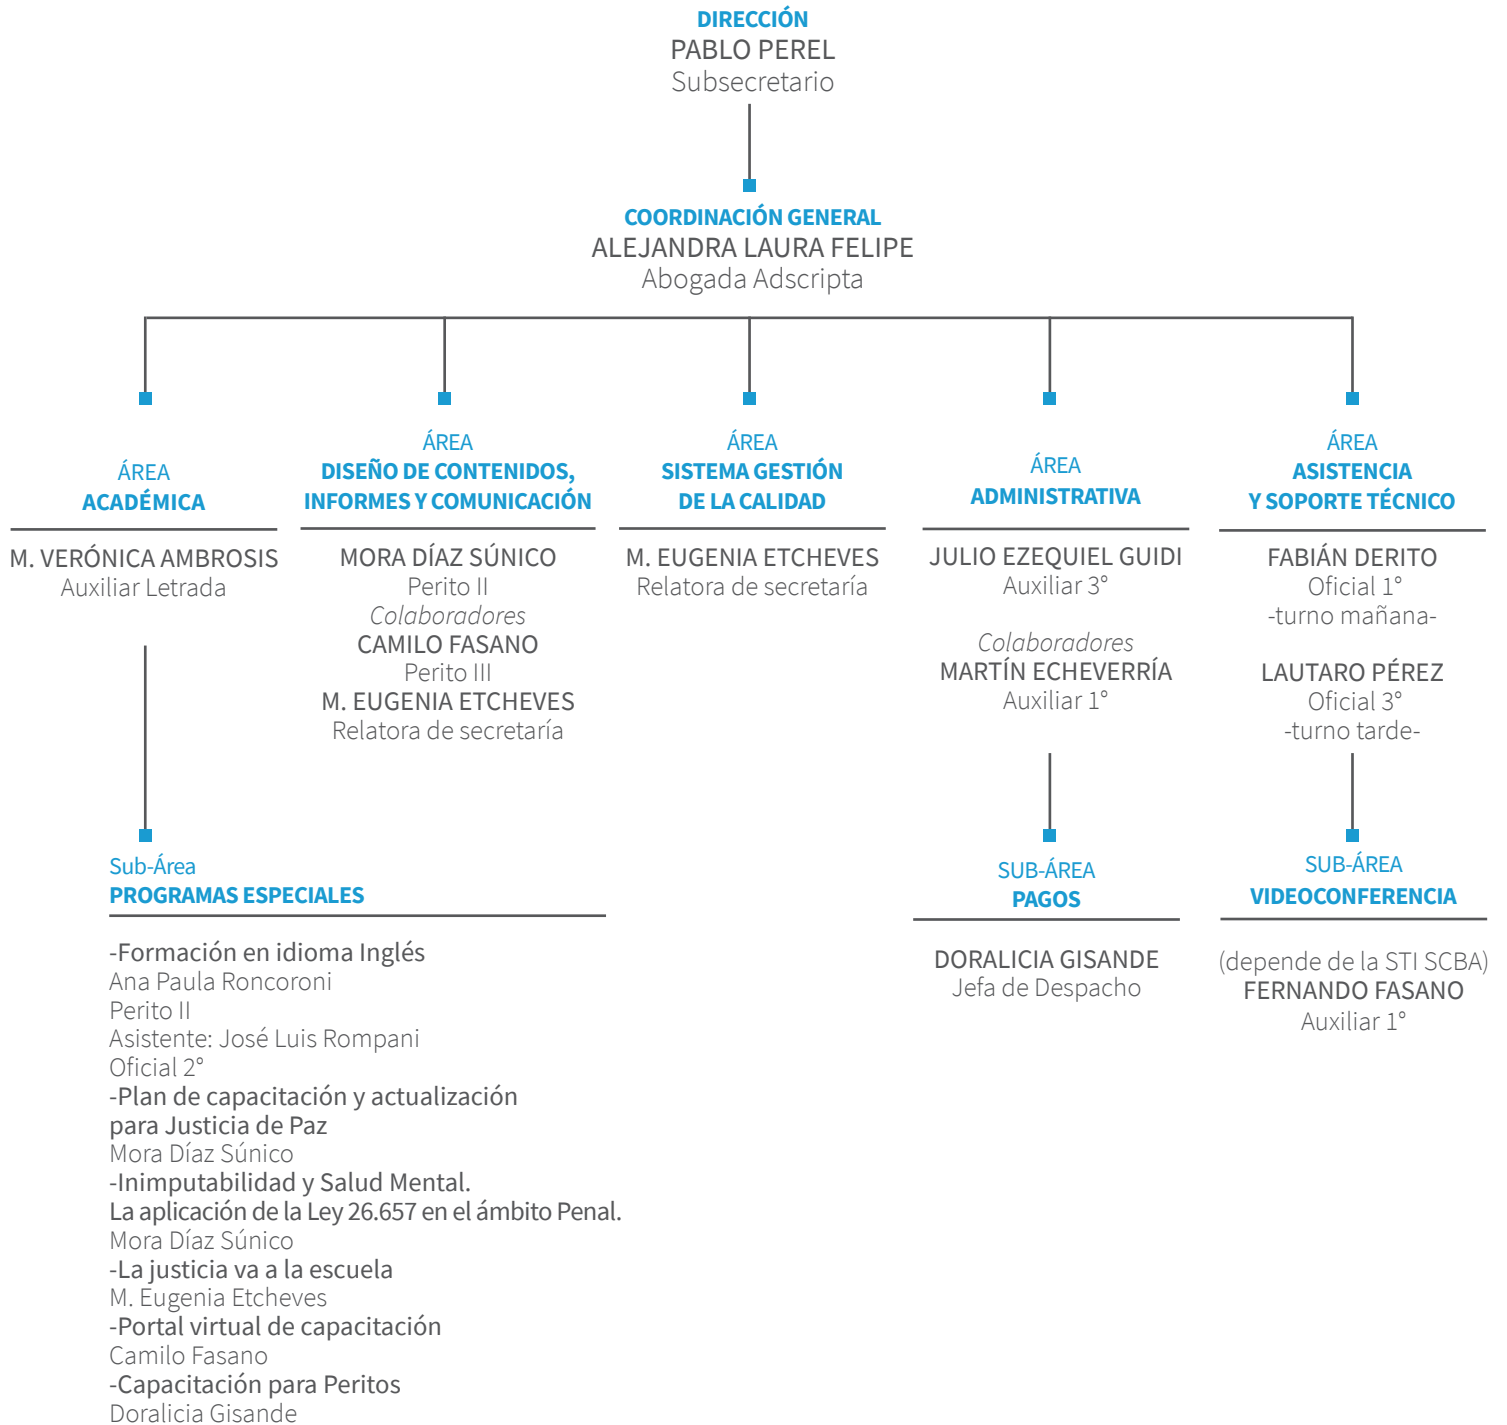 DIRECCIÓN
PABLO PEREL
Subsecretario
COORDINACIÓN GENERAL
ALEJANDRA LAURA FELIPE
Abogada Adscripta
ÁREA
ACADÉMICA
M. VERÓNICA AMBROSIS
Auxiliar Letrada
ÁREA
DISEÑO DE CONTENIDOS,
INFORMES Y COMUNICACIÓN
MORA DÍAZ SÚNICO
Perito II
Colaboradores
CAMILO FASANO
Perito III
M. EUGENIA ETCHEVES
Relatora de secretaría
ÁREA
SISTEMA GESTIÓN
DE LA CALIDAD
M. EUGENIA ETCHEVES
Relatora de secretaría
ÁREA
ADMINISTRATIVA
JULIO EZEQUIEL GUIDI
Auxiliar 3°
Colaboradores
MARTÍN ECHEVERRÍA
Auxiliar 1°
ÁREA
ASISTENCIA
Y SOPORTE TÉCNICO
FABIÁN DERITO
Oficial 1°
-turno mañana-
LAUTARO PÉREZ
Oficial 3°
-turno tarde-
Sub-Área
PROGRAMAS ESPECIALES
-Formación en idioma Inglés
Ana Paula Roncoroni
Perito II
Asistente: José Luis Rompani
Oficial 2°
-Plan de capacitación y actualización
para Justicia de Paz
Mora Díaz Súnico
-Inimputabilidad y Salud Mental.
La aplicación de la Ley 26.657 en el ámbito Penal.
Mora Díaz Súnico
-La justicia va a la escuela
M. Eugenia Etcheves
-Portal virtual de capacitación
Camilo Fasano
-Capacitación para Peritos
Doralicia Gisande
SUB-ÁREA
PAGOS
DORALICIA GISANDE
Jefa de Despacho
SUB-ÁREA
VIDEOCONFERENCIA
(depende de la STI SCBA)
FERNANDO FASANO
Auxiliar 1°